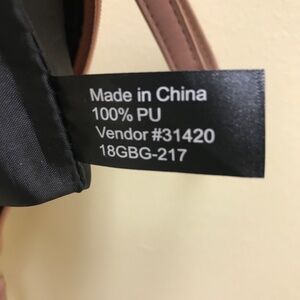 Made in China
100% PU
Vendor #31420
18GBG-217